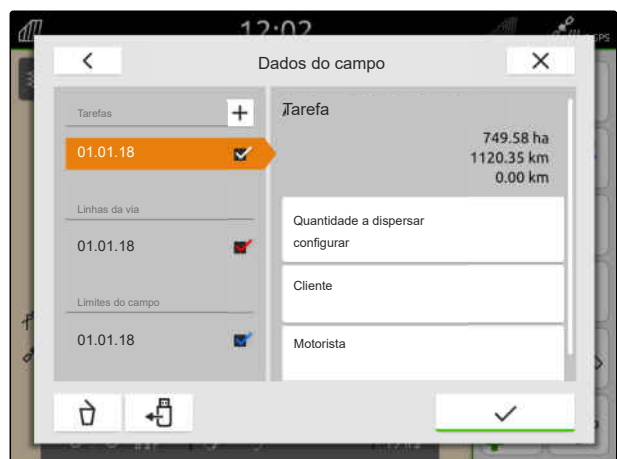 12:02
GPS
Dados do campo
Tarefas
01.01.18
Linhas da via
01.01.18
Limites do campo
01.01.18
Tarefa
749.58 ha
1120.35 km
0.00 km
Quantidade a dispersar
configurar
Cliente
Motorista